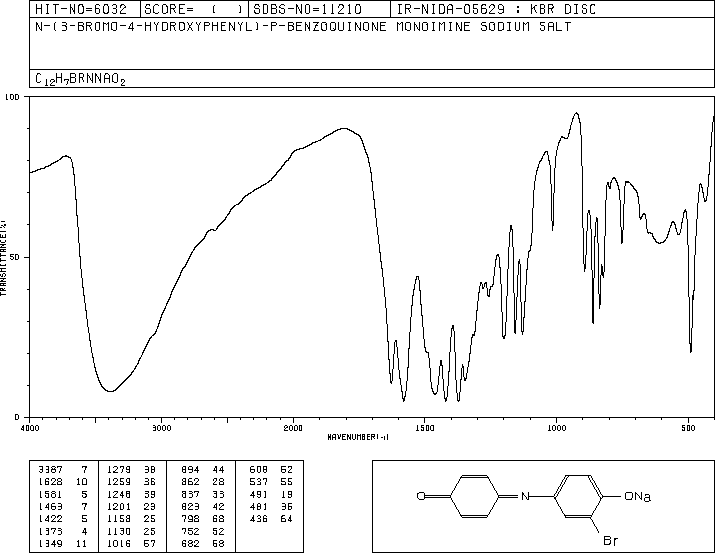 HIT-NO=6032 SCORE= ( ) SDBS-NO=11210 IR-NIDA-05629 : KBR DISC
N-(3-BROMO-4-HYDROXYPHENYL)-P-BENZOQUINONE MONOIMINE SODIUM SALT
C12H7BRNNAO2
100
50
0
TRANSMITTANCE(%)
4000 3000 2000 1500 1000 500
WAVENUMBER(-1)
3387 7 1279 38 894 44 608 52
1628 10 1259 36 862 28 537 55
1581 5 1248 39 837 33 491 19
1463 7 1201 23 823 42 481 36
1422 5 1158 25 798 68 436 64
1373 4 1130 25 752 52
1349 11 1016 57 682 58
O N ONa
Br